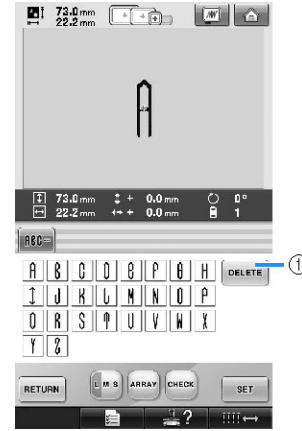 73.0 mm
22.2 mm
A
73.0 mm 0.0 mm 0°
22.2 mm 0.0 mm 1
ABC
A B C D E F G H
DELETE
1
I J K L M N O P
Q R S T U V W X
Y Z
RETURN L M S ARRAY CHECK SET
?